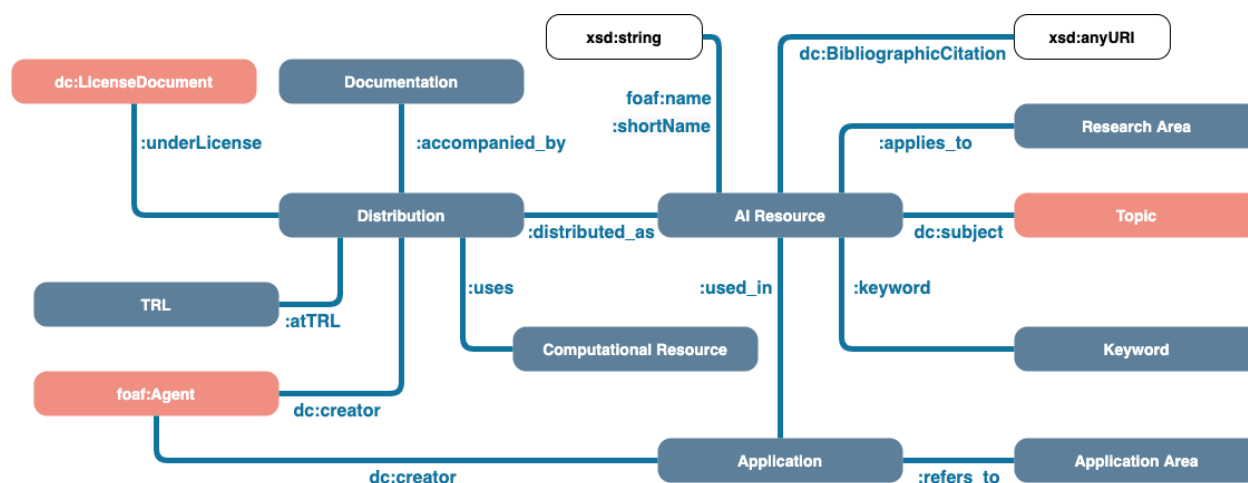 xsd:string
xsd:anyURI
dc:BibliographicCitation
dc:LicenseDocument
Documentation
foaf:name
:shortName
Research Area
:underLicense
:accompanied_by
:applies_to
Distribution
AI Resource
Topic
:distributed_as
dc:subject
:uses
:used_in
:keyword
TRL
:atTRL
Computational Resource
Keyword
foaf:Agent
dc:creator
Application
Application Area
dc:creator
:refers_to